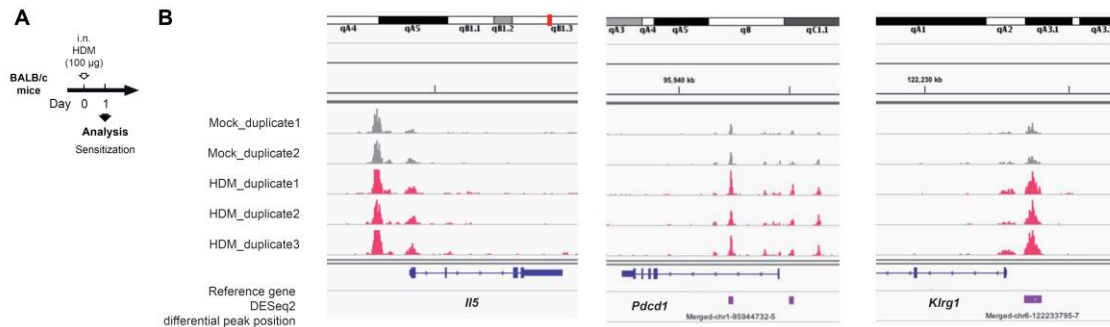 A
i.n.
HDM
(100 µg)
BALB/c
mice
Day 0 1
Analysis
Sensitization
B
qA4 qA5 qB1.1 qB1.2 qB1.3
qA3 qA4 qA5 qB qC1.1
qA1 qA2 qA3.1 qA3.
95,940 kb
122,230 kb
Mock_duplicate1
Mock_duplicate2
HDM_duplicate1
HDM_duplicate2
HDM_duplicate3
Reference gene
DESeq2
differential peak position
Il5
Pdcd1
Klrg1
Merged-chr1-95944732-5
Merged-chr6-122233795-7